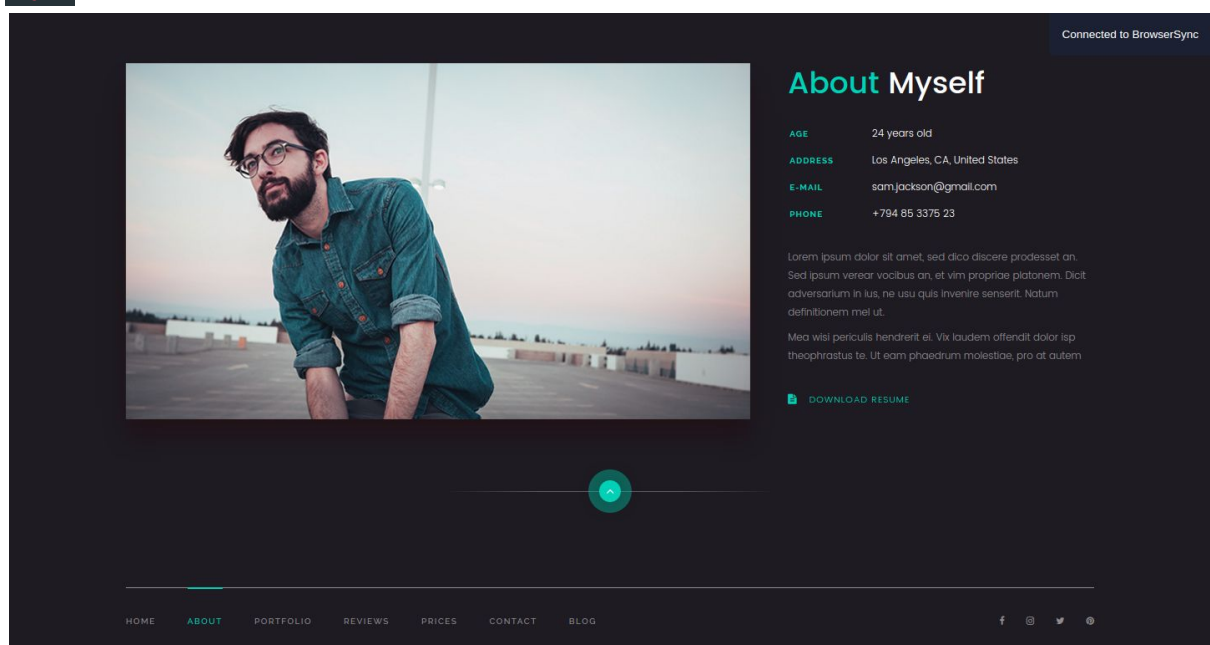 Connected to BrowserSync
About Myself
AGE 24 years old
ADDRESS Los Angeles, CA, United States
E-MAIL sam.jackson@gmail.com
PHONE +794 85 3375 23
Lorem ipsum dolor sit amet, sed dico discere prodesset an.
Sed ipsum verear vocibus an, et vim propriae platonem. Dicit
adversarium in ius, ne usu quis invenire senserit. Natum
definitionem mel ut.
Mea wisi periculis hendrerit ei. Vix laudem offendit dolor isp
theophrastus te. Ut eam phaedrum molestiae, pro at autem
DOWNLOAD RESUME
HOME ABOUT PORTFOLIO REVIEWS PRICES CONTACT BLOG